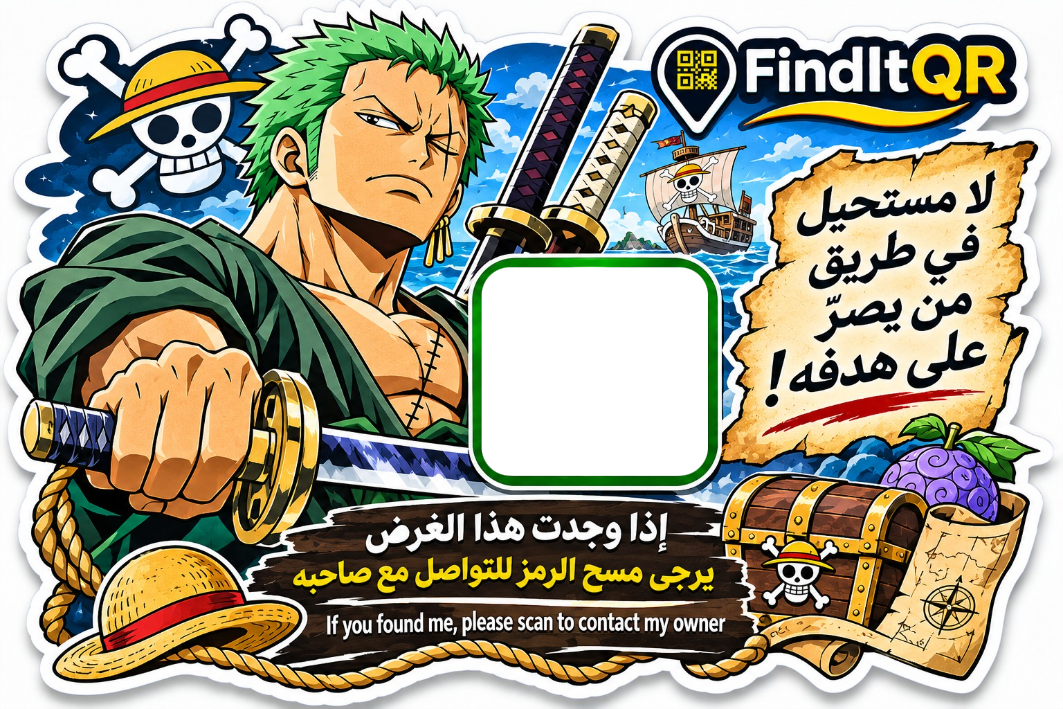 FindItQR
لا مستحيل
في طريق
من يصرّ
على هدفه!
إذا وجدت هذا الغرض
يرجى مسح الرمز للتواصل مع صاحبه
If you found me, please scan to contact my owner